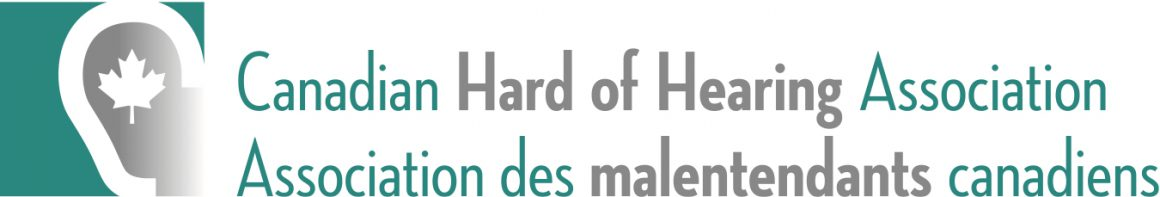 Canadian Hard of Hearing Association
Association des malentendants canadiens